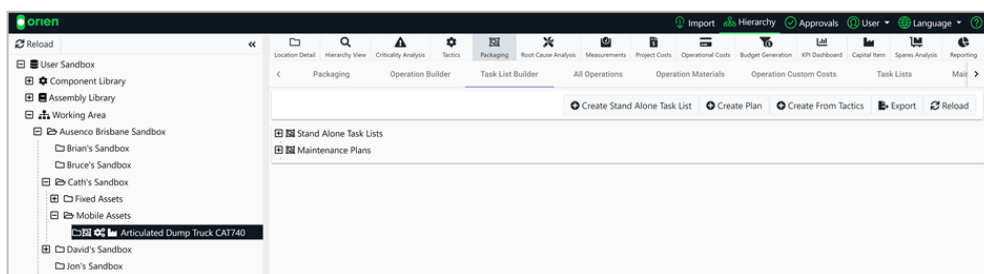 orien
Import Hierarchy Approvals User Language
Reload
User Sandbox
Component Library
Assembly Library
Working Area
Ausenco Brisbane Sandbox
Brian's Sandbox
Bruce's Sandbox
Cath's Sandbox
Fixed Assets
Mobile Assets
Articulated Dump Truck CAT740
David's Sandbox
Jon's Sandbox
Location Detail Hierarchy View Criticality Analysis Tactics Packaging Root Cause Analysis Measurements Project Costs Operational Costs Budget Generation KPI Dashboard Capital Item Spares Analysis Reporting
Packaging Operation Builder Task List Builder All Operations Operation Materials Operation Custom Costs Task Lists
Create Stand Alone Task List Create Plan Create From Tactics Export Reload
Stand Alone Task Lists
Maintenance Plans